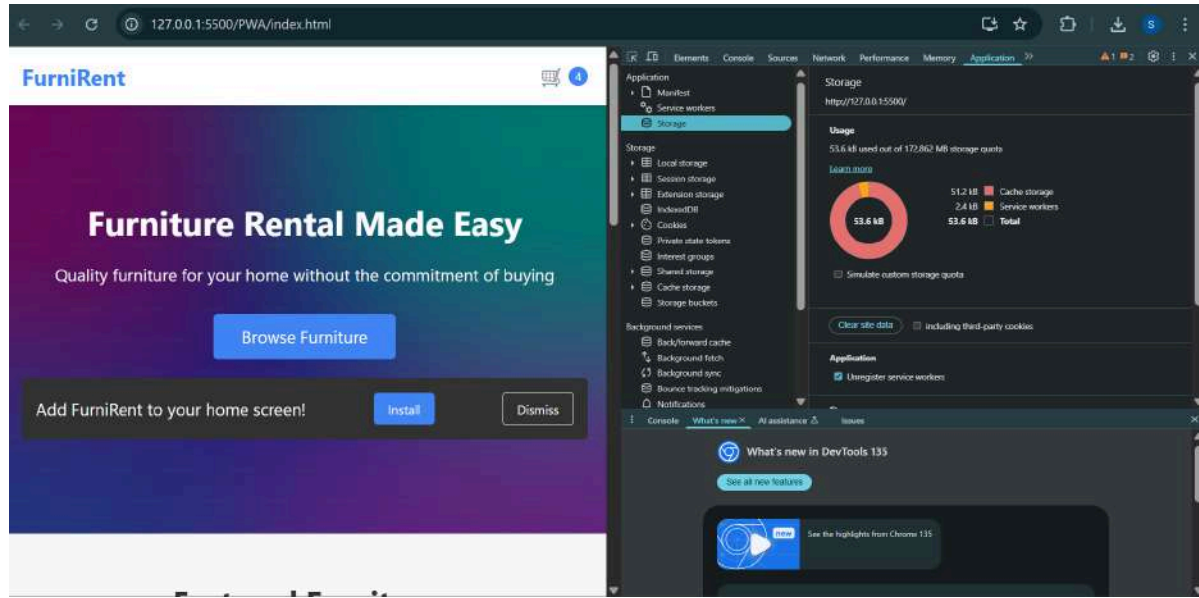 127.0.0.1:5500/PWA/index.html
S
FurniRent
4
Furniture Rental Made Easy
Quality furniture for your home without the commitment of buying
Browse Furniture
Add FurniRent to your home screen!
Install
Dismiss
Elements Console Sources Network Performance Memory Application
1 2
Application
Manifest
Service workers
Storage
Storage
Local storage
Session storage
Extension storage
IndexedDB
Cookies
Private state tokens
Interest groups
Shared storage
Cache storage
Storage buckets
Background services
Back/forward cache
Background fetch
Background sync
Bounce tracking mitigations
Notifications
Storage
http://127.0.0.1:5500/
Usage
53.6 kB used out of 172,862 MB storage quota
Learn more
53.6 kB
51.2 kB Cache storage
2.4 kB Service workers
53.6 kB Total
Simulate custom storage quota
Clear site data including third-party cookies
Application
Unregister service workers
Console What's new AI assistance Issues
What's new in DevTools 135
See all new features
new
See the highlights from Chrome 135